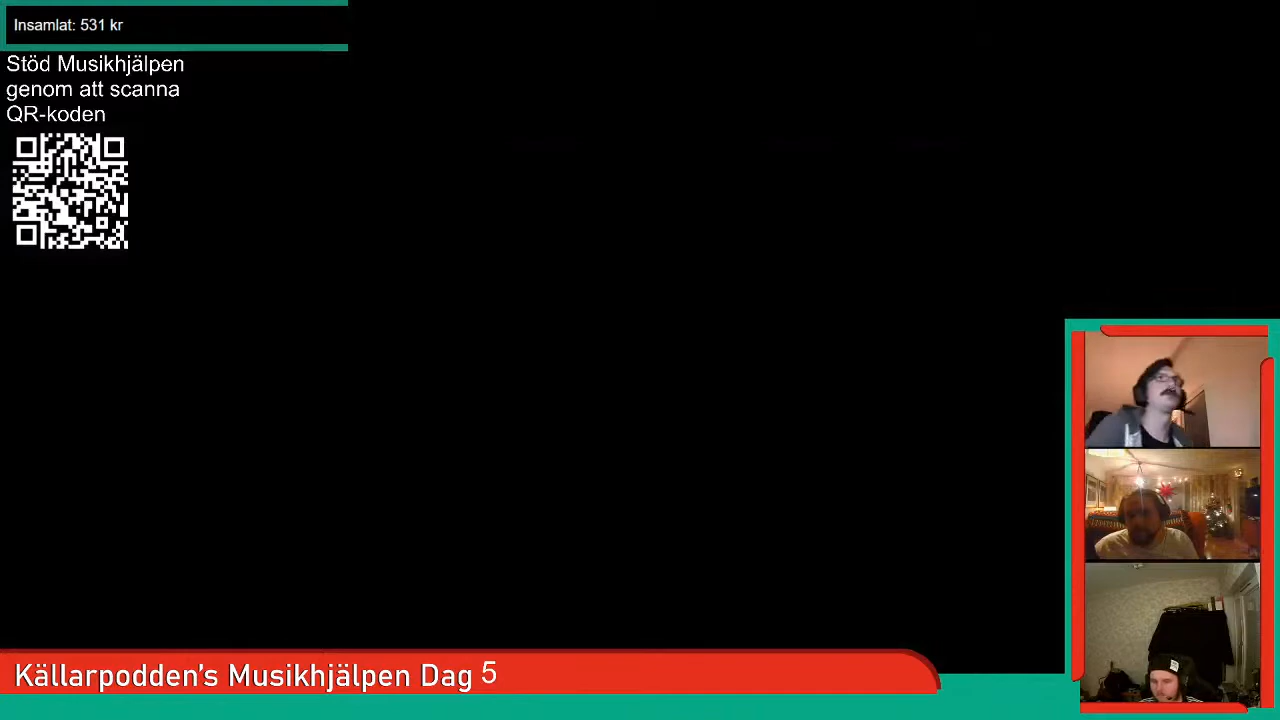 Insamlat: 531 kr
Stöd Musikhjälpen
genom att scanna
QR-koden
Källarpodden's Musikhjälpen Dag 5